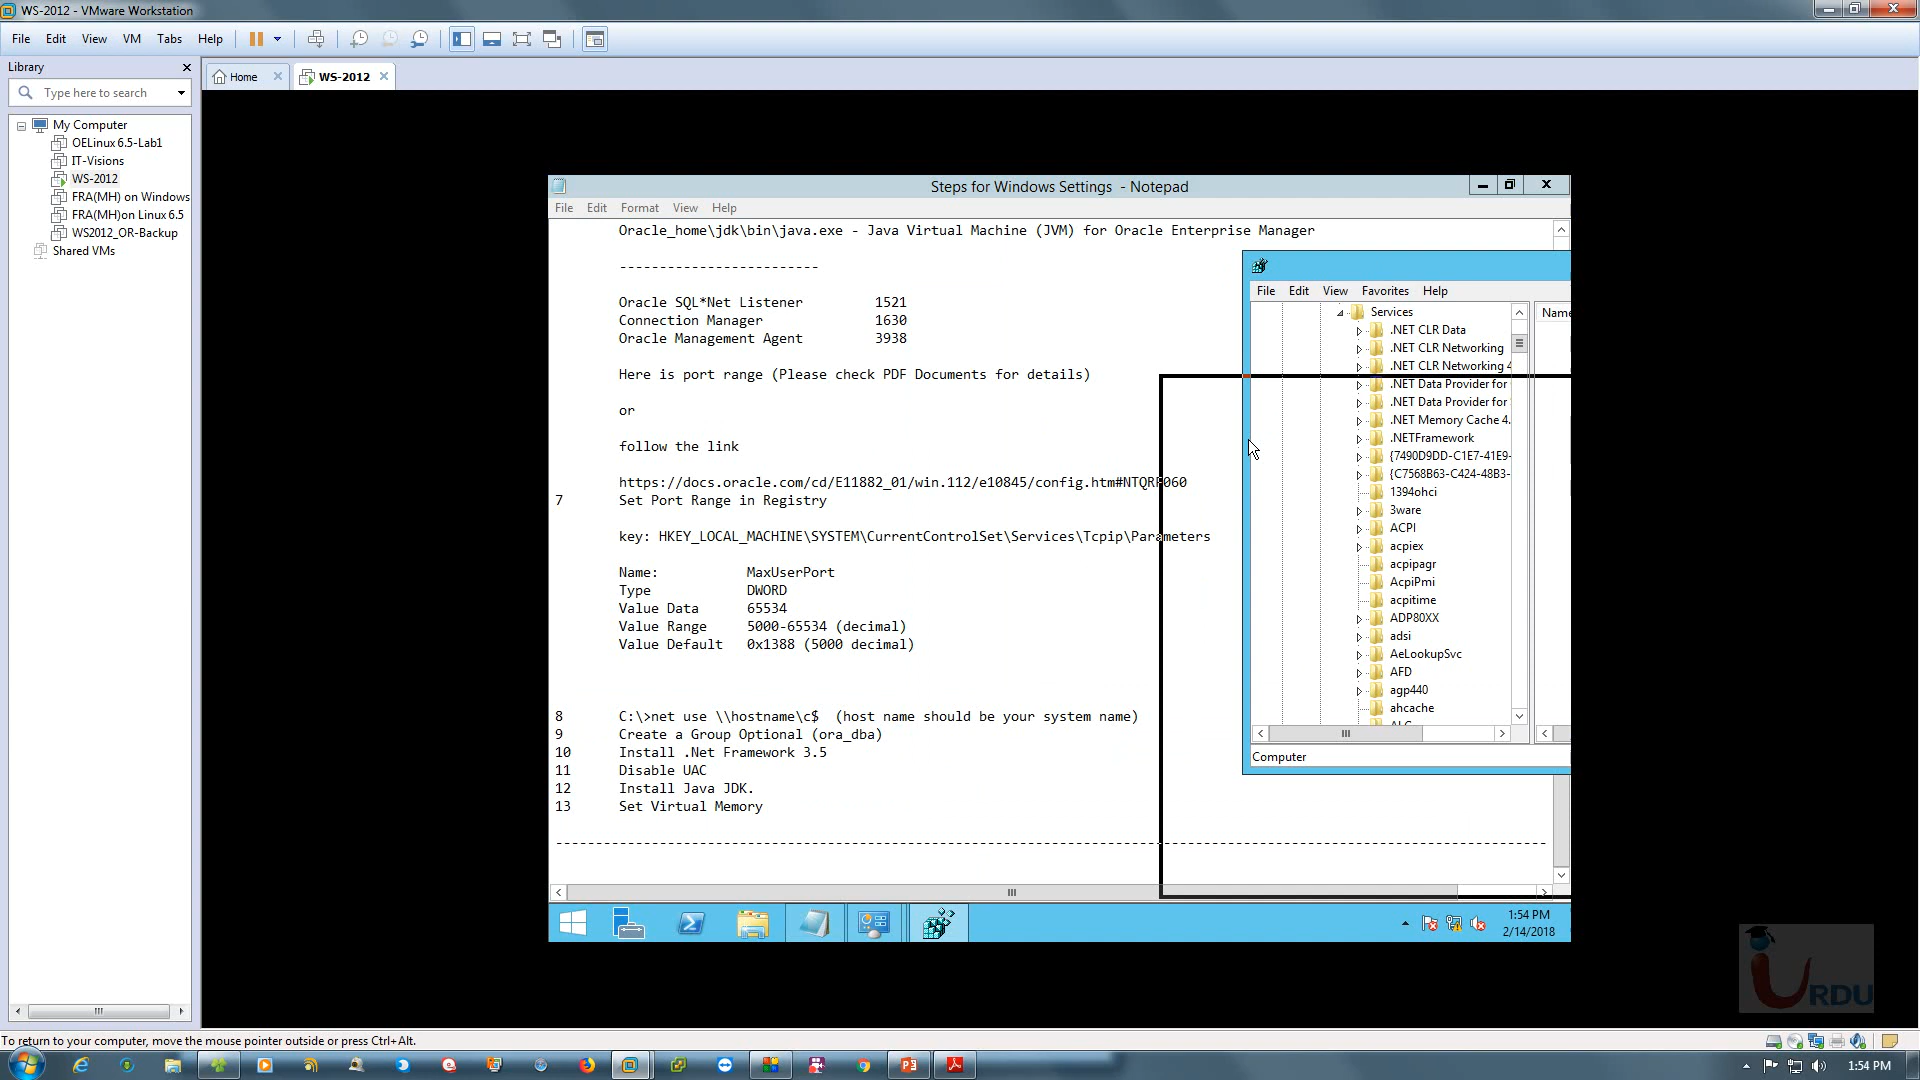 WS-2012 - VMware Workstation
File Edit View VM Tabs Help
Library
Type here to search
Home
WS-2012
My Computer
OELinux 6.5-Lab1
IT-Visions
WS-2012
FRA(MH) on Windows
FRA(MH)on Linux 6.5
WS2012_OR-Backup
Shared VMs
Steps for Windows Settings - Notepad
File Edit Format View Help
Oracle_home\jdk\bin\java.exe - Java Virtual Machine (JVM) for Oracle Enterprise Manager
-------------------------
Oracle SQL*Net Listener 1521
Connection Manager 1630
Oracle Management Agent 3938
Here is port range (Please check PDF Documents for details)
or
follow the link
https://docs.oracle.com/cd/E11882_01/win.112/e10845/config.htm#NTQRF060
7 Set Port Range in Registry
key: HKEY_LOCAL_MACHINE\SYSTEM\CurrentControlSet\Services\Tcpip\Parameters
Name: MaxUserPort
Type DWORD
Value Data 65534
Value Range 5000-65534 (decimal)
Value Default 0x1388 (5000 decimal)
8 C:\>net use \\hostname\c$ (host name should be your system name)
9 Create a Group Optional (ora_dba)
10 Install .Net Framework 3.5
11 Disable UAC
12 Install Java JDK.
13 Set Virtual Memory
File Edit View Favorites Help
Services
Name
.NET CLR Data
.NET CLR Networking
.NET CLR Networking 4
.NET Data Provider for
.NET Data Provider for
.NET Memory Cache 4.
.NETFramework
{7490D9DD-C1E7-41E9-
{C7568B63-C424-48B3-
1394ohci
3ware
ACPI
acpiex
acpipagr
AcpiPmi
acpitime
ADP80XX
adsi
AeLookupSvc
AFD
agp440
ahcache
Computer
1:54 PM
2/14/2018
URDU
To return to your computer, move the mouse pointer outside or press Ctrl+Alt.
1:54 PM